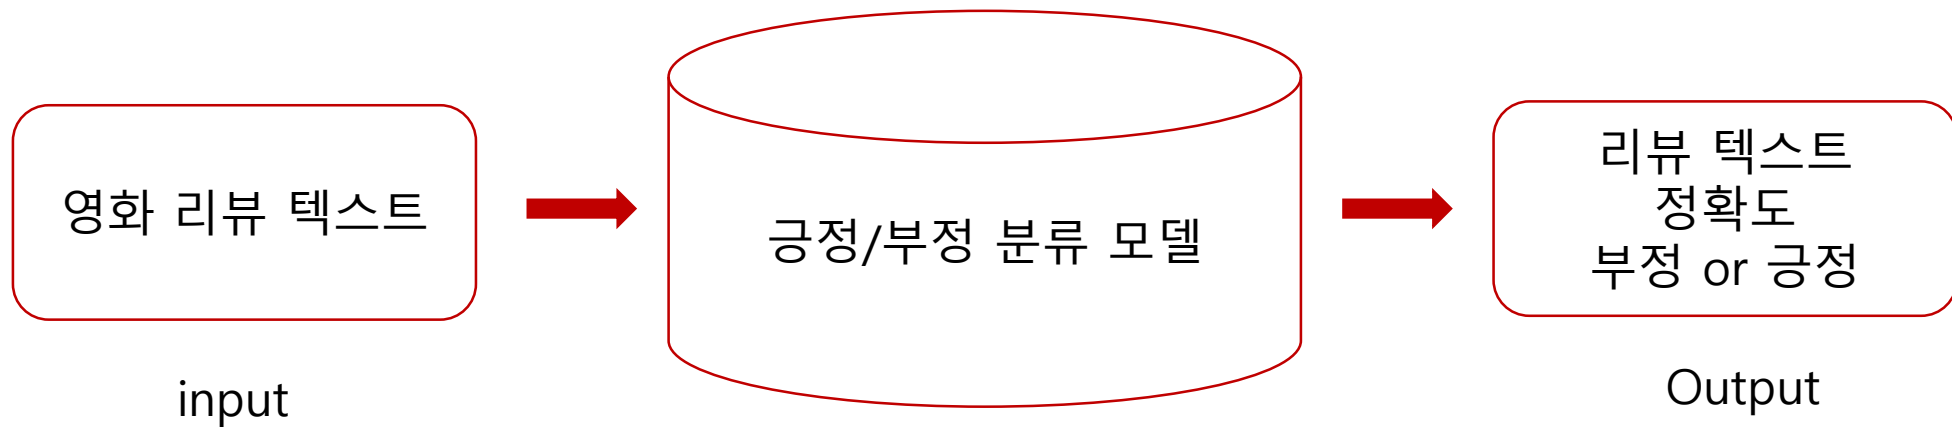 영화 리뷰 텍스트
input
긍정/부정 분류 모델
리뷰 텍스트
정확도
부정 or 긍정
Output